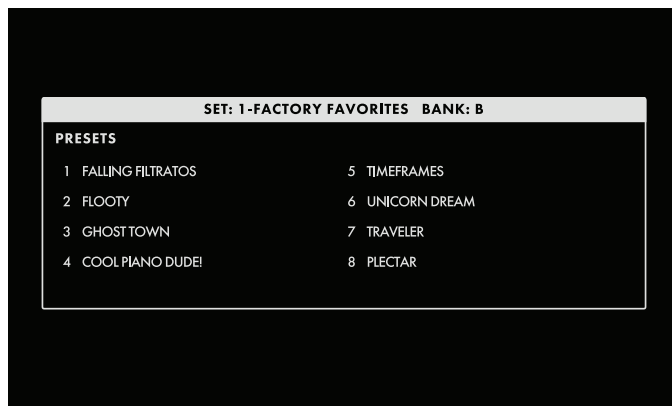 SET: 1-FACTORY FAVORITES BANK: B
PRESETS
1 FALLING FILTRATOS
2 FLOOTY
3 GHOST TOWN
4 COOL PIANO DUDE!
5 TIMEFRAMES
6 UNICORN DREAM
7 TRAVELER
8 PLECTAR